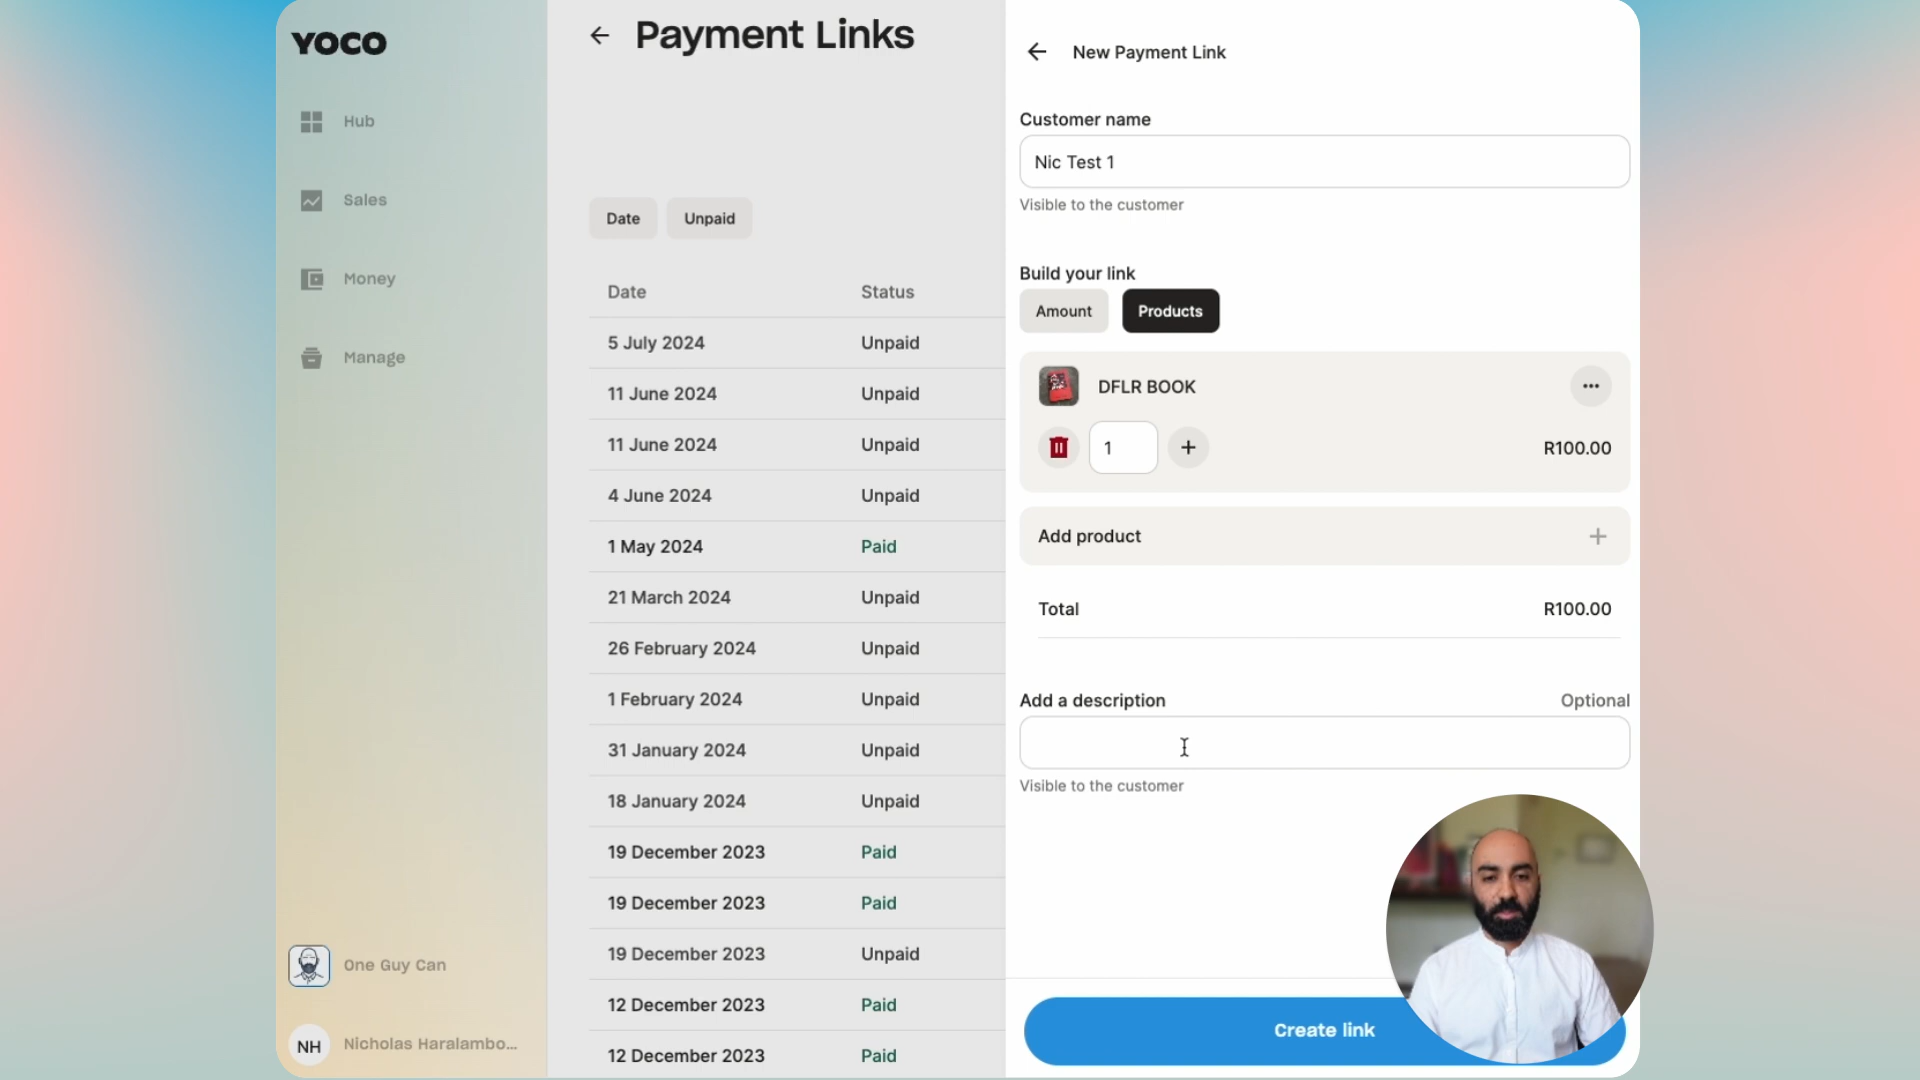 YOCO
Hub
Sales
Money
Manage
One Guy Can
NH
Nicholas Haralambo...
Payment Links
Date Unpaid
Date Status
5 July 2024 Unpaid
11 June 2024 Unpaid
11 June 2024 Unpaid
4 June 2024 Unpaid
1 May 2024 Paid
21 March 2024 Unpaid
26 February 2024 Unpaid
1 February 2024 Unpaid
31 January 2024 Unpaid
18 January 2024 Unpaid
19 December 2023 Paid
19 December 2023 Paid
19 December 2023 Unpaid
12 December 2023 Paid
12 December 2023 Paid
New Payment Link
Customer name
Nic Test 1
Visible to the customer
Build your link
Amount Products
DFLR BOOK
1 R100.00
Add product
Total R100.00
Add a description Optional
Visible to the customer
Create link